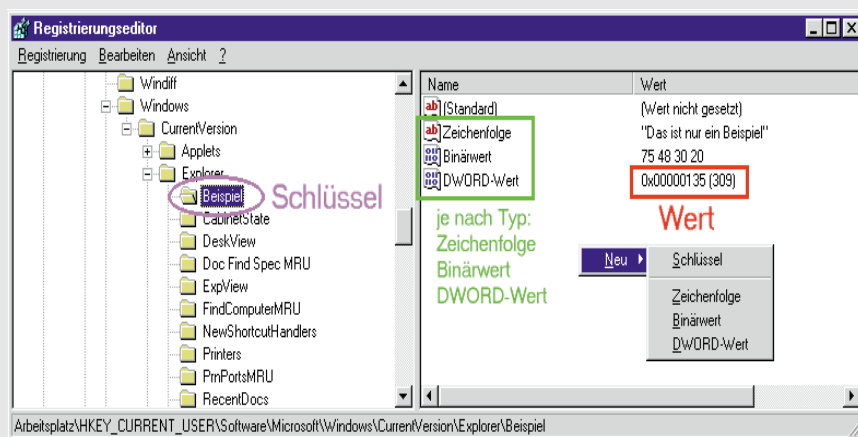 Registrierungseditor
Registrierung Bearbeiten Ansicht ?
Windiff
Windows
CurrentVersion
Applets
Explorer
Beispiel
Schlüssel
CabinetState
DeskView
Doc Find Spec MRU
ExpView
FindComputerMRU
NewShortcutHandlers
Printers
PrnPortsMRU
RecentDocs
Name Wert
(Standard) (Wert nicht gesetzt)
Zeichenfolge "Das ist nur ein Beispiel"
Binärwert 75 48 30 20
DWORD-Wert 0x00000135 (309)
je nach Typ:
Zeichenfolge
Binärwert
DWORD-Wert
Wert
Neu
Schlüssel
Zeichenfolge
Binärwert
DWORD-Wert
Arbeitsplatz\HKEY_CURRENT_USER\Software\Microsoft\Windows\CurrentVersion\Explorer\Beispiel